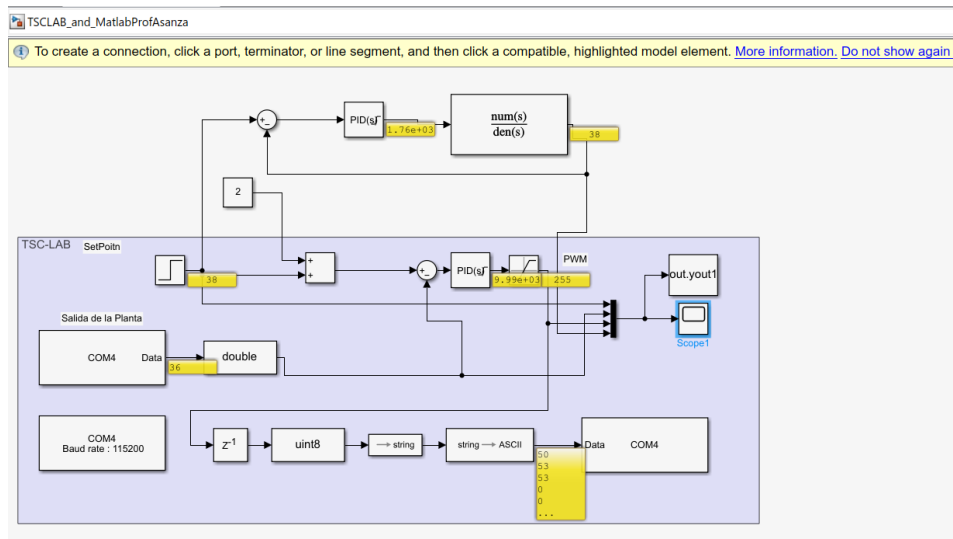 TSCLAB_and_MatlabProfAsanza
To create a connection, click a port, terminator, or line segment, and then click a compatible, highlighted model element. More information. Do not show again
+
-
PID(s)
1.76e+03
num(s)
den(s)
38
2
TSC-LAB
SetPoitn
38
+
+
+
-
PID(s)
9.99e+03
PWM
255
out.yout1
Scope1
Salida de la Planta
COM4
Data
36
double
COM4
Baud rate : 115200
z-1
uint8
→ string
string → ASCII
Data
COM4
50
53
53
0
0
...